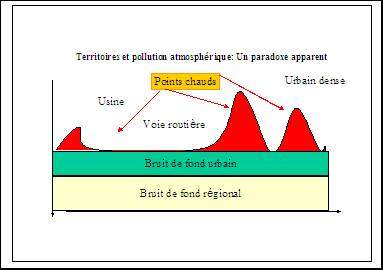 Territoires et pollution atmosphérique: Un paradoxe apparent
Points chauds
Urbain dense
Usine
Voie routière
Bruit de fond urbain
Bruit de fond régional